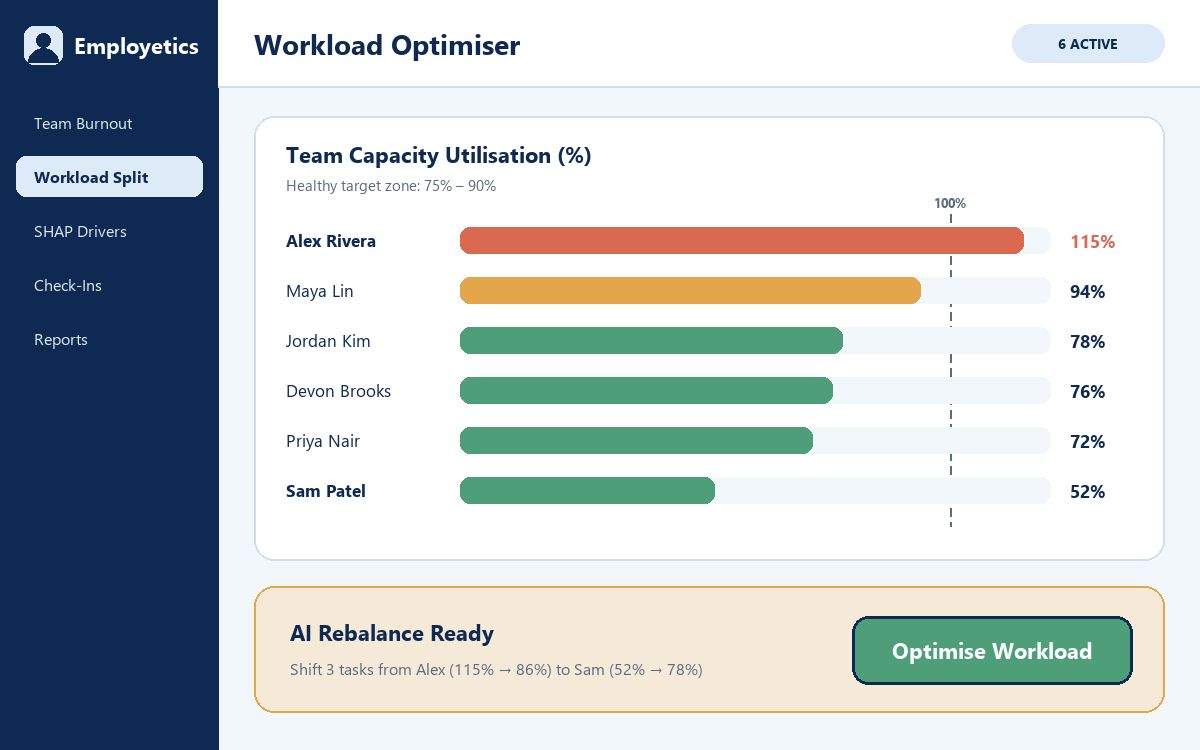 Employetics
Team Burnout
Workload Split
SHAP Drivers
Check-Ins
Reports
Workload Optimiser
6 ACTIVE
Team Capacity Utilisation (%)
Healthy target zone: 75% – 90%
100%
Alex Rivera 115%
Maya Lin 94%
Jordan Kim 78%
Devon Brooks 76%
Priya Nair 72%
Sam Patel 52%
AI Rebalance Ready
Shift 3 tasks from Alex (115% → 86%) to Sam (52% → 78%)
Optimise Workload